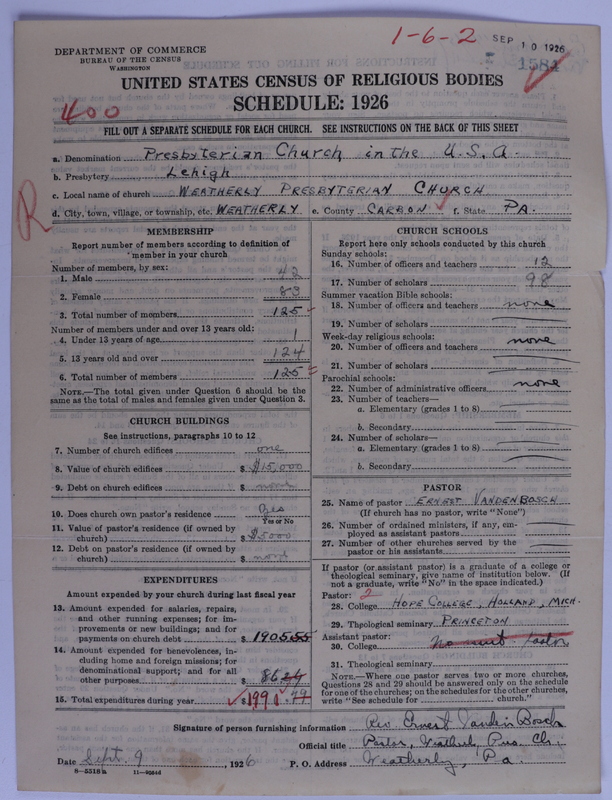 1-6-2
SEP 10 1926
1584
DEPARTMENT OF COMMERCE
BUREAU OF THE CENSUS
WASHINGTON
UNITED STATES CENSUS OF RELIGIOUS BODIES
SCHEDULE: 1926
400
FILL OUT A SEPARATE SCHEDULE FOR EACH CHURCH. SEE INSTRUCTIONS ON THE BACK OF THIS SHEET
a. Denomination Presbyterian Church in the U.S.A.
b. Presbytery Lehigh
c. Local name of church WEATHERLY PRESBYTERIAN CHURCH
R
d. City, town, village, or township, etc. WEATHERLY e. County CARBON f. State PA.
MEMBERSHIP
Report number of members according to definition of
member in your church
Number of members, by sex:
1. Male 42
2. Female 83
3. Total number of members 125
Number of members under and over 13 years old:
4. Under 13 years of age 1
5. 13 years old and over 124
6. Total number of members 125
NOTE.—The total given under Question 6 should be the
same as the total of males and females given under Question 3.
CHURCH BUILDINGS
See instructions, paragraphs 10 to 12
7. Number of church edifices one
8. Value of church edifices $ $15,000
9. Debt on church edifices $ none
10. Does church own pastor's residence? Yes
Yes or No
11. Value of pastor's residence (if owned by
church) $ $5000
12. Debt on pastor's residence (if owned by
church) $ none
EXPENDITURES
Amount expended by your church during last fiscal year
13. Amount expended for salaries, repairs,
and other running expenses; for im-
provements or new buildings; and for
payments on church debt $ 1905.55
14. Amount expended for benevolences, in-
cluding home and foreign missions; for
denominational support; and for all
other purposes $ 86.24
15. Total expenditures during year $ 1991.79
CHURCH SCHOOLS
Report here only schools conducted by this church
Sunday schools:
16. Number of officers and teachers 12
17. Number of scholars 98
Summer vacation Bible schools:
18. Number of officers and teachers none
19. Number of scholars
Week-day religious schools:
20. Number of officers and teachers none
21. Number of scholars
Parochial schools:
22. Number of administrative officers none
23. Number of teachers—
a. Elementary (grades 1 to 8)
b. Secondary
24. Number of scholars—
a. Elementary (grades 1 to 8)
b. Secondary
PASTOR
25. Name of pastor ERNEST VANDEN BOSCH
(If church has no pastor, write "None")
26. Number of ordained ministers, if any, em-
ployed as assistant pastors
27. Number of other churches served by the
pastor or his assistants
If pastor (or assistant pastor) is a graduate of a college or
theological seminary, give name of institution below. (If
not a graduate, write "No" in the space indicated.)
Pastor: 2
28. College HOPE COLLEGE, HOLLAND, MICH.
29. Theological seminary PRINCETON
Assistant pastor:
30. College No pastor
31. Theological seminary
NOTE.—Where one pastor serves two or more churches,
Questions 28 and 29 should be answered only on the schedule
for one of the churches; on the schedules for the other churches,
write "See schedule for church."
Signature of person furnishing information Rev. Ernest Vanden Bosch
Official title Pastor, Weatherly Pres. Ch.
Date Sept. 9, 1926 P. O. Address Weatherly, Pa.
8—5518a 11—9264d